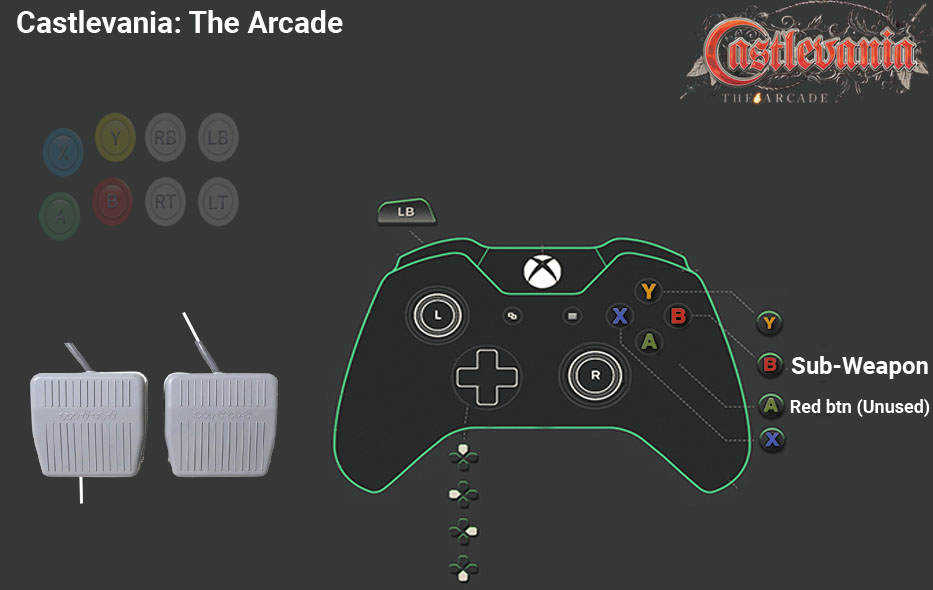 Castlevania: The Arcade
Castlevania
THE ARCADE
X Y RB LB
A B RT LT
LB
L
Y
X B
A
R
Y
B Sub-Weapon
A Red btn (Unused)
X